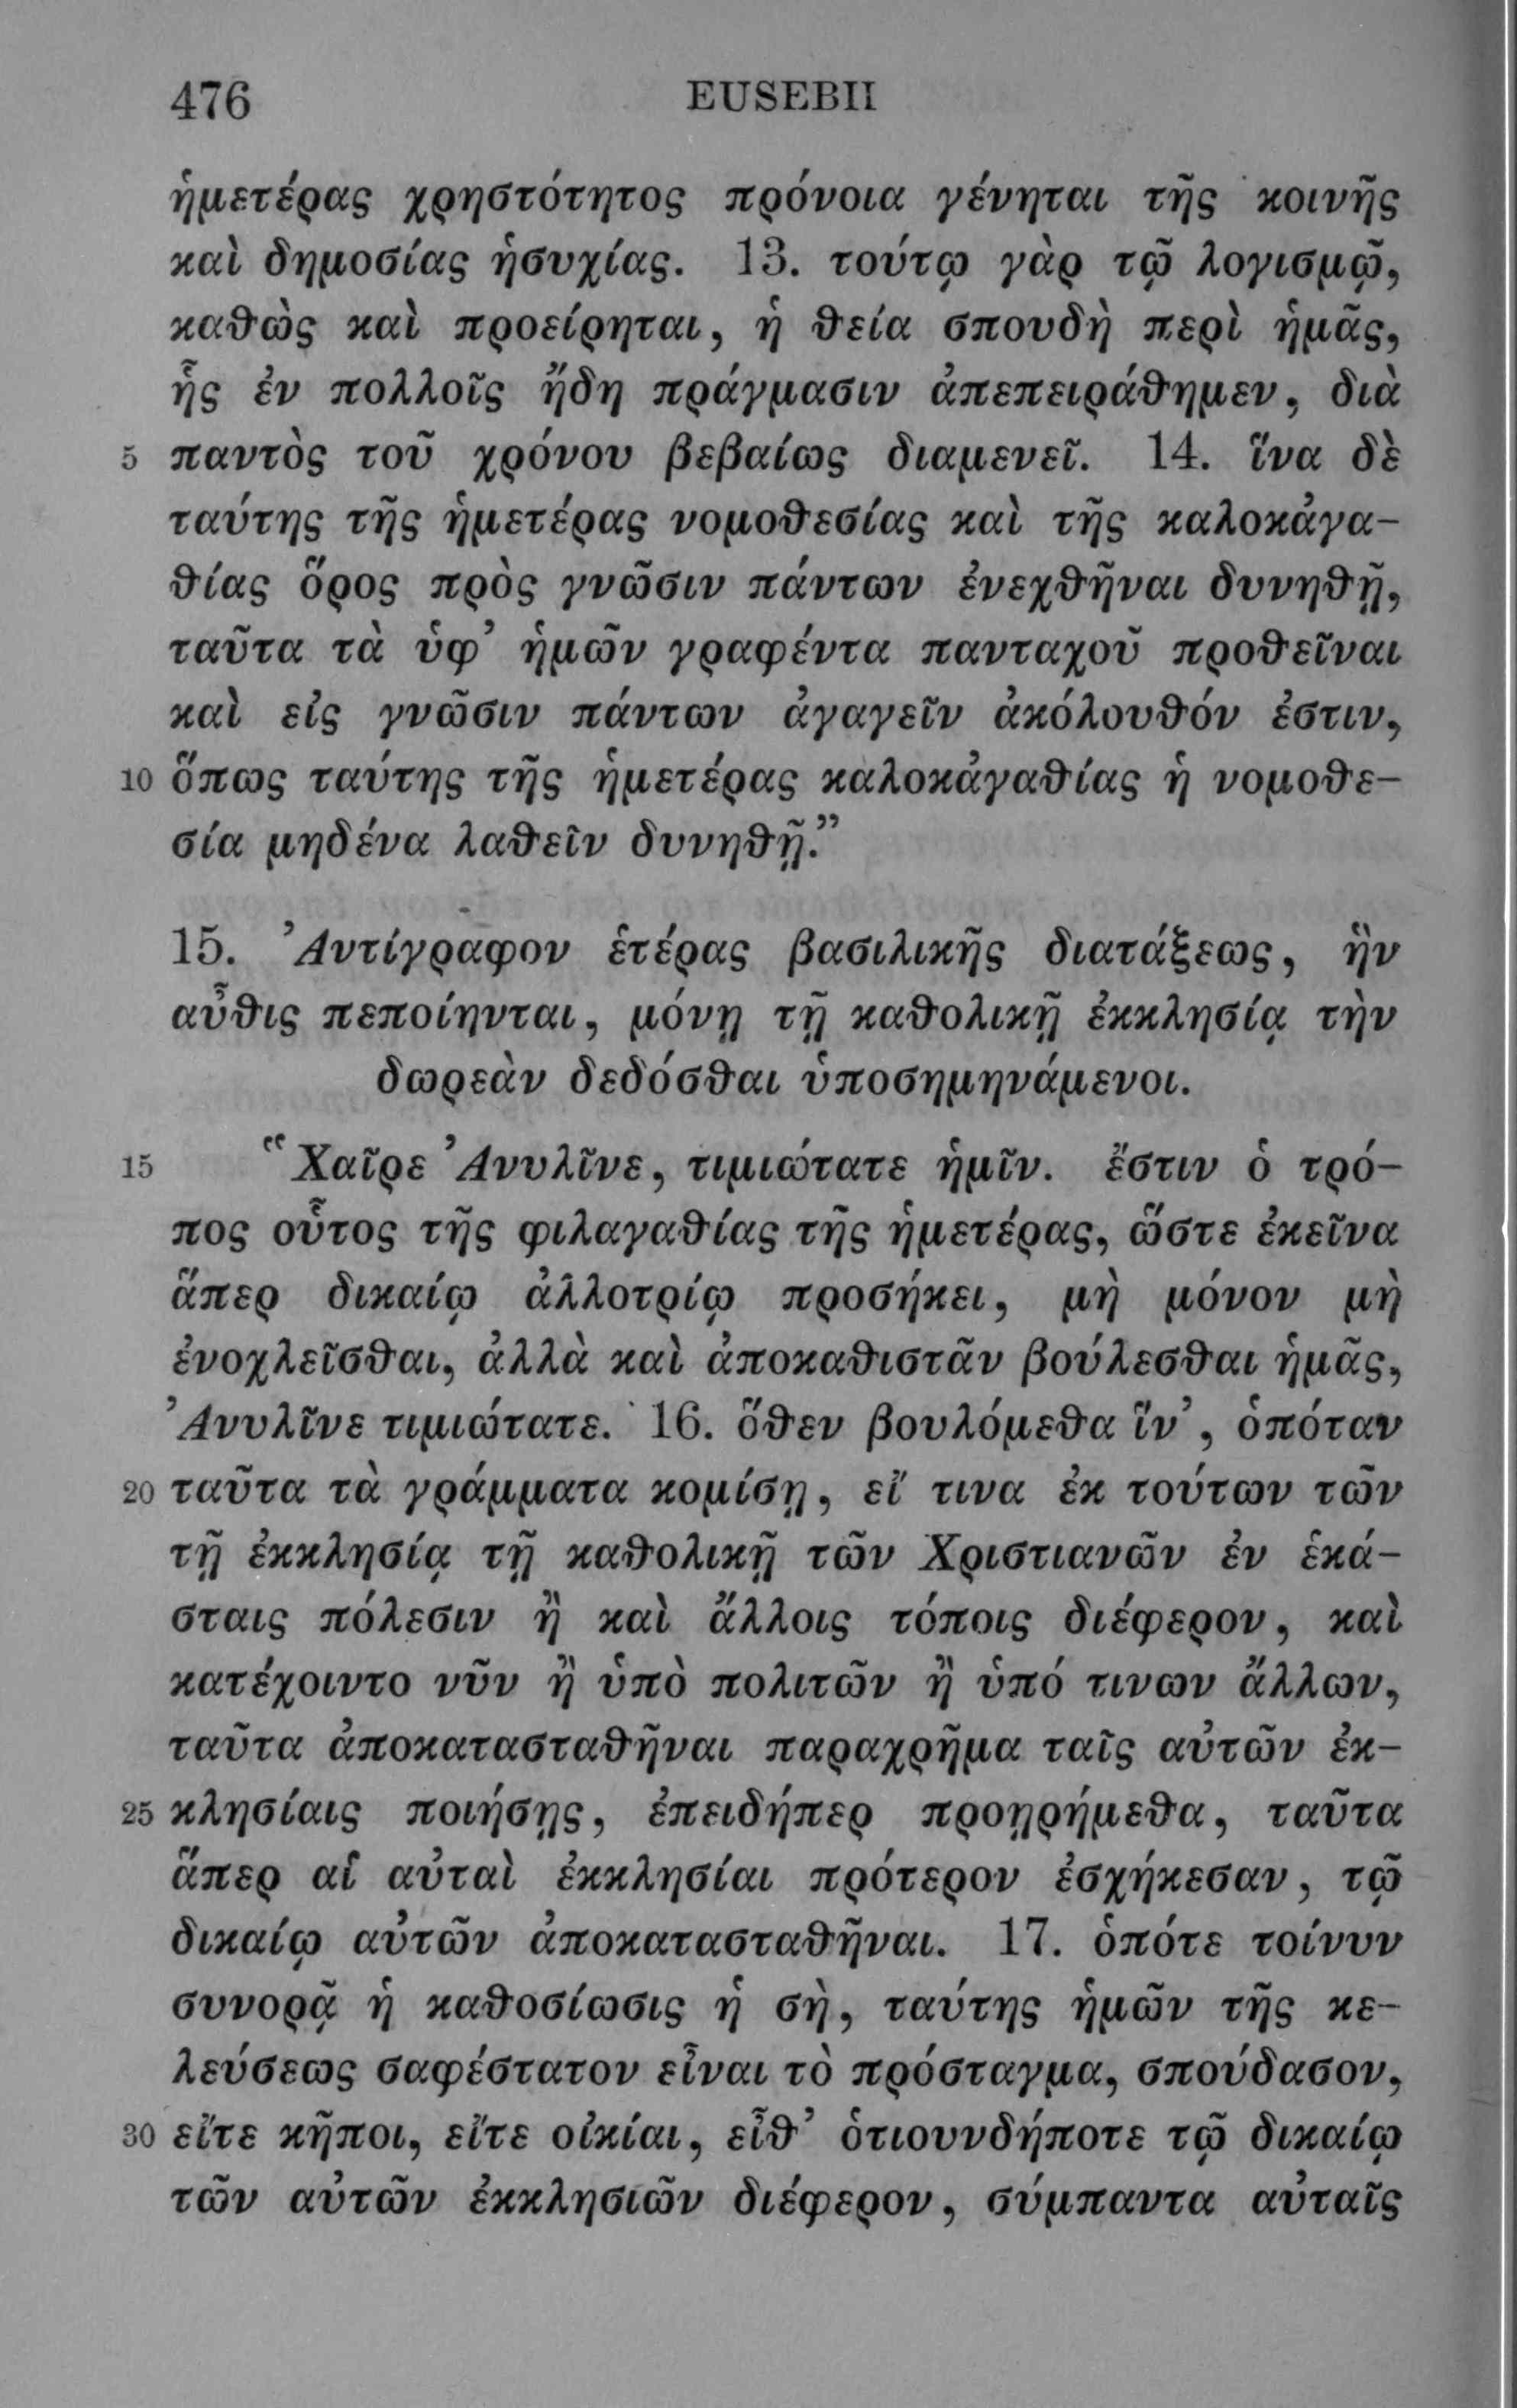 476 EUSEBII
ἡμετέρας χρηστότητος πρόνοια γένηται τῆς κοινῆς
καὶ δημοσίας ἡσυχίας. 13. τούτῳ γὰρ τῷ λογισμῷ,
καθὼς καὶ προείρηται, ἡ θεία σπουδὴ περὶ ἡμᾶς,
ἧς ἐν πολλοῖς ἤδη πράγμασιν ἀπεπειράθημεν, διὰ
5 παντὸς τοῦ χρόνου βεβαίως διαμενεῖ. 14. ἵνα δὲ
ταύτης τῆς ἡμετέρας νομοθεσίας καὶ τῆς καλοκἀγα-
θίας ὅρος πρὸς γνῶσιν πάντων ἐνεχθῆναι δυνηθῇ,
ταῦτα τὰ ὑφ’ ἡμῶν γραφέντα πανταχοῦ προθεῖναι
καὶ εἰς γνῶσιν πάντων ἀγαγεῖν ἀκόλουθόν ἐστιν,
10 ὅπως ταύτης τῆς ἡμετέρας καλοκἀγαθίας ἡ νομοθε-
σία μηδένα λαθεῖν δυνηθῇ.”
15. Ἀντίγραφον ἑτέρας βασιλικῆς διατάξεως, ἣν
αὖθις πεποίηνται, μόνῃ τῇ καθολικῇ ἐκκλησίᾳ τὴν
δωρεὰν δεδόσθαι ὑποσημηνάμενοι.
15 “Χαῖρε Ἀνυλῖνε, τιμιώτατε ἡμῖν. ἔστιν ὁ τρό-
πος οὗτος τῆς φιλαγαθίας τῆς ἡμετέρας, ὥστε ἐκεῖνα
ἅπερ δικαίῳ ἀλλοτρίῳ προσήκει, μὴ μόνον μὴ
ἐνοχλεῖσθαι, ἀλλὰ καὶ ἀποκαθιστᾶν βούλεσθαι ἡμᾶς,
Ἀνυλῖνε τιμιώτατε. 16. ὅθεν βουλόμεθα ἵν’, ὁπόταν
20 ταῦτα τὰ γράμματα κομίσῃ, εἴ τινα ἐκ τούτων τῶν
τῇ ἐκκλησίᾳ τῇ καθολικῇ τῶν Χριστιανῶν ἐν ἑκά-
σταις πόλεσιν ἢ καὶ ἄλλοις τόποις διέφερον, καὶ
κατέχοιντο νῦν ἢ ὑπὸ πολιτῶν ἢ ὑπό τινων ἄλλων,
ταῦτα ἀποκατασταθῆναι παραχρῆμα ταῖς αὐτῶν ἐκ-
25 κλησίαις ποιήσῃς, ἐπειδήπερ προῃρήμεθα, ταῦτα
ἅπερ αἱ αὐταὶ ἐκκλησίαι πρότερον ἐσχήκεσαν, τῷ
δικαίῳ αὐτῶν ἀποκατασταθῆναι. 17. ὁπότε τοίνυν
συνορᾷ ἡ καθοσίωσις ἡ σὴ, ταύτης ἡμῶν τῆς κε-
λεύσεως σαφέστατον εἶναι τὸ πρόσταγμα, σπούδασον,
30 εἴτε κῆποι, εἴτε οἰκίαι, εἶθ’ ὁτιουνδήποτε τῷ δικαίῳ
τῶν αὐτῶν ἐκκλησιῶν διέφερον, σύμπαντα αὐταῖς